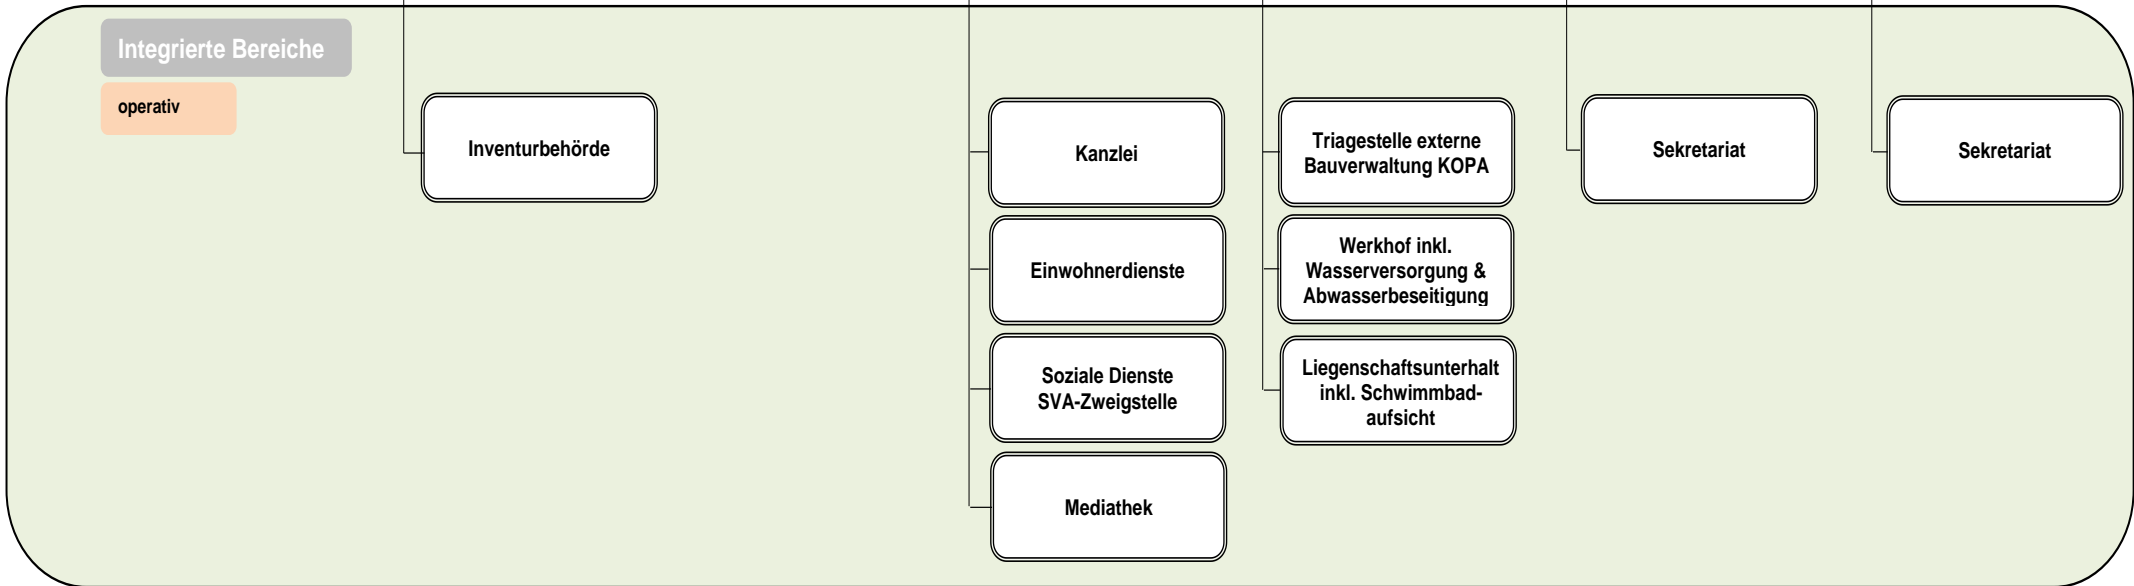 Integrierte Bereiche
operativ
Inventurbehörde
Kanzlei
Einwohnerdienste
Soziale Dienste
SVA-Zweigstelle
Mediathek
Triagestelle externe
Bauverwaltung KOPA
Werkhof inkl.
Wasserversorgung &
Abwasserbeseitigung
Liegenschaftsunterhalt
inkl. Schwimmbad-
aufsicht
Sekretariat
Sekretariat